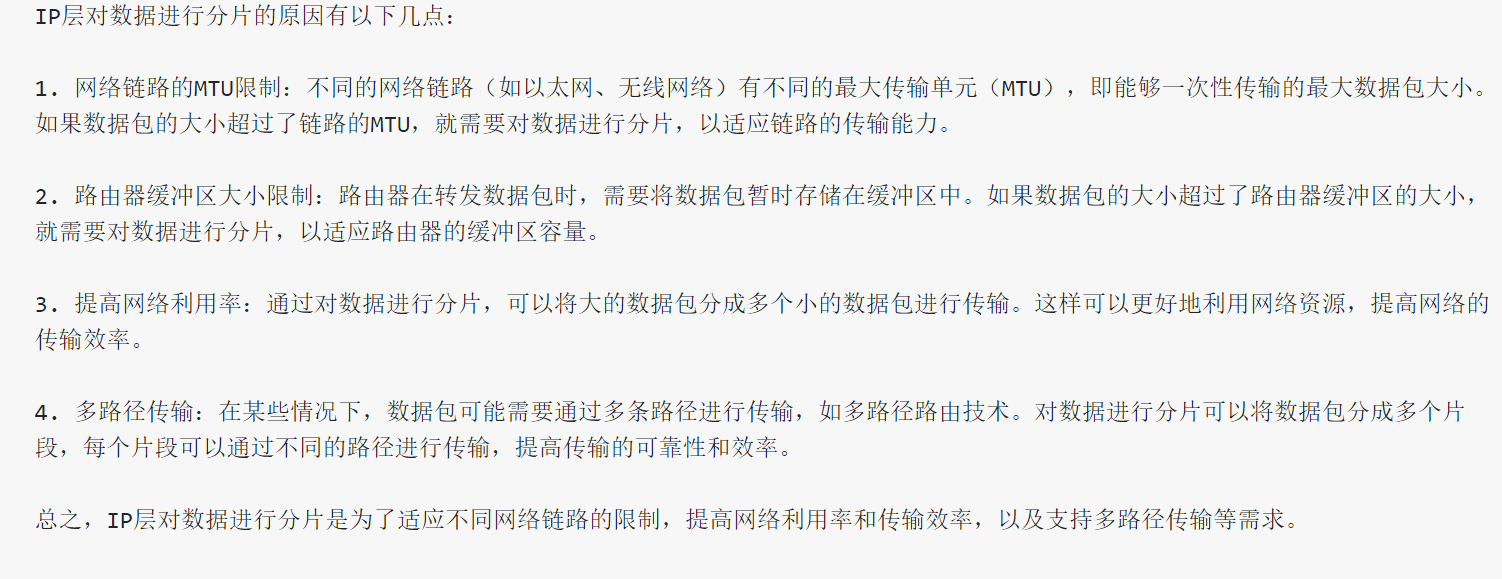 IP层对数据进行分片的原因有以下几点：
1. 网络链路的MTU限制：不同的网络链路（如以太网、无线网络）有不同的最大传输单元（MTU），即能够一次性传输的最大数据包大小。
如果数据包的大小超过了链路的MTU，就需要对数据进行分片，以适应链路的传输能力。
2. 路由器缓冲区大小限制：路由器在转发数据包时，需要将数据包暂时存储在缓冲区中。如果数据包的大小超过了路由器缓冲区的大小，
就需要对数据进行分片，以适应路由器的缓冲区容量。
3. 提高网络利用率：通过对数据进行分片，可以将大的数据包分成多个小的数据包进行传输。这样可以更好地利用网络资源，提高网络的
传输效率。
4. 多路径传输：在某些情况下，数据包可能需要通过多条路径进行传输，如多路径路由技术。对数据进行分片可以将数据包分成多个片
段，每个片段可以通过不同的路径进行传输，提高传输的可靠性和效率。
总之，IP层对数据进行分片是为了适应不同网络链路的限制，提高网络利用率和传输效率，以及支持多路径传输等需求。